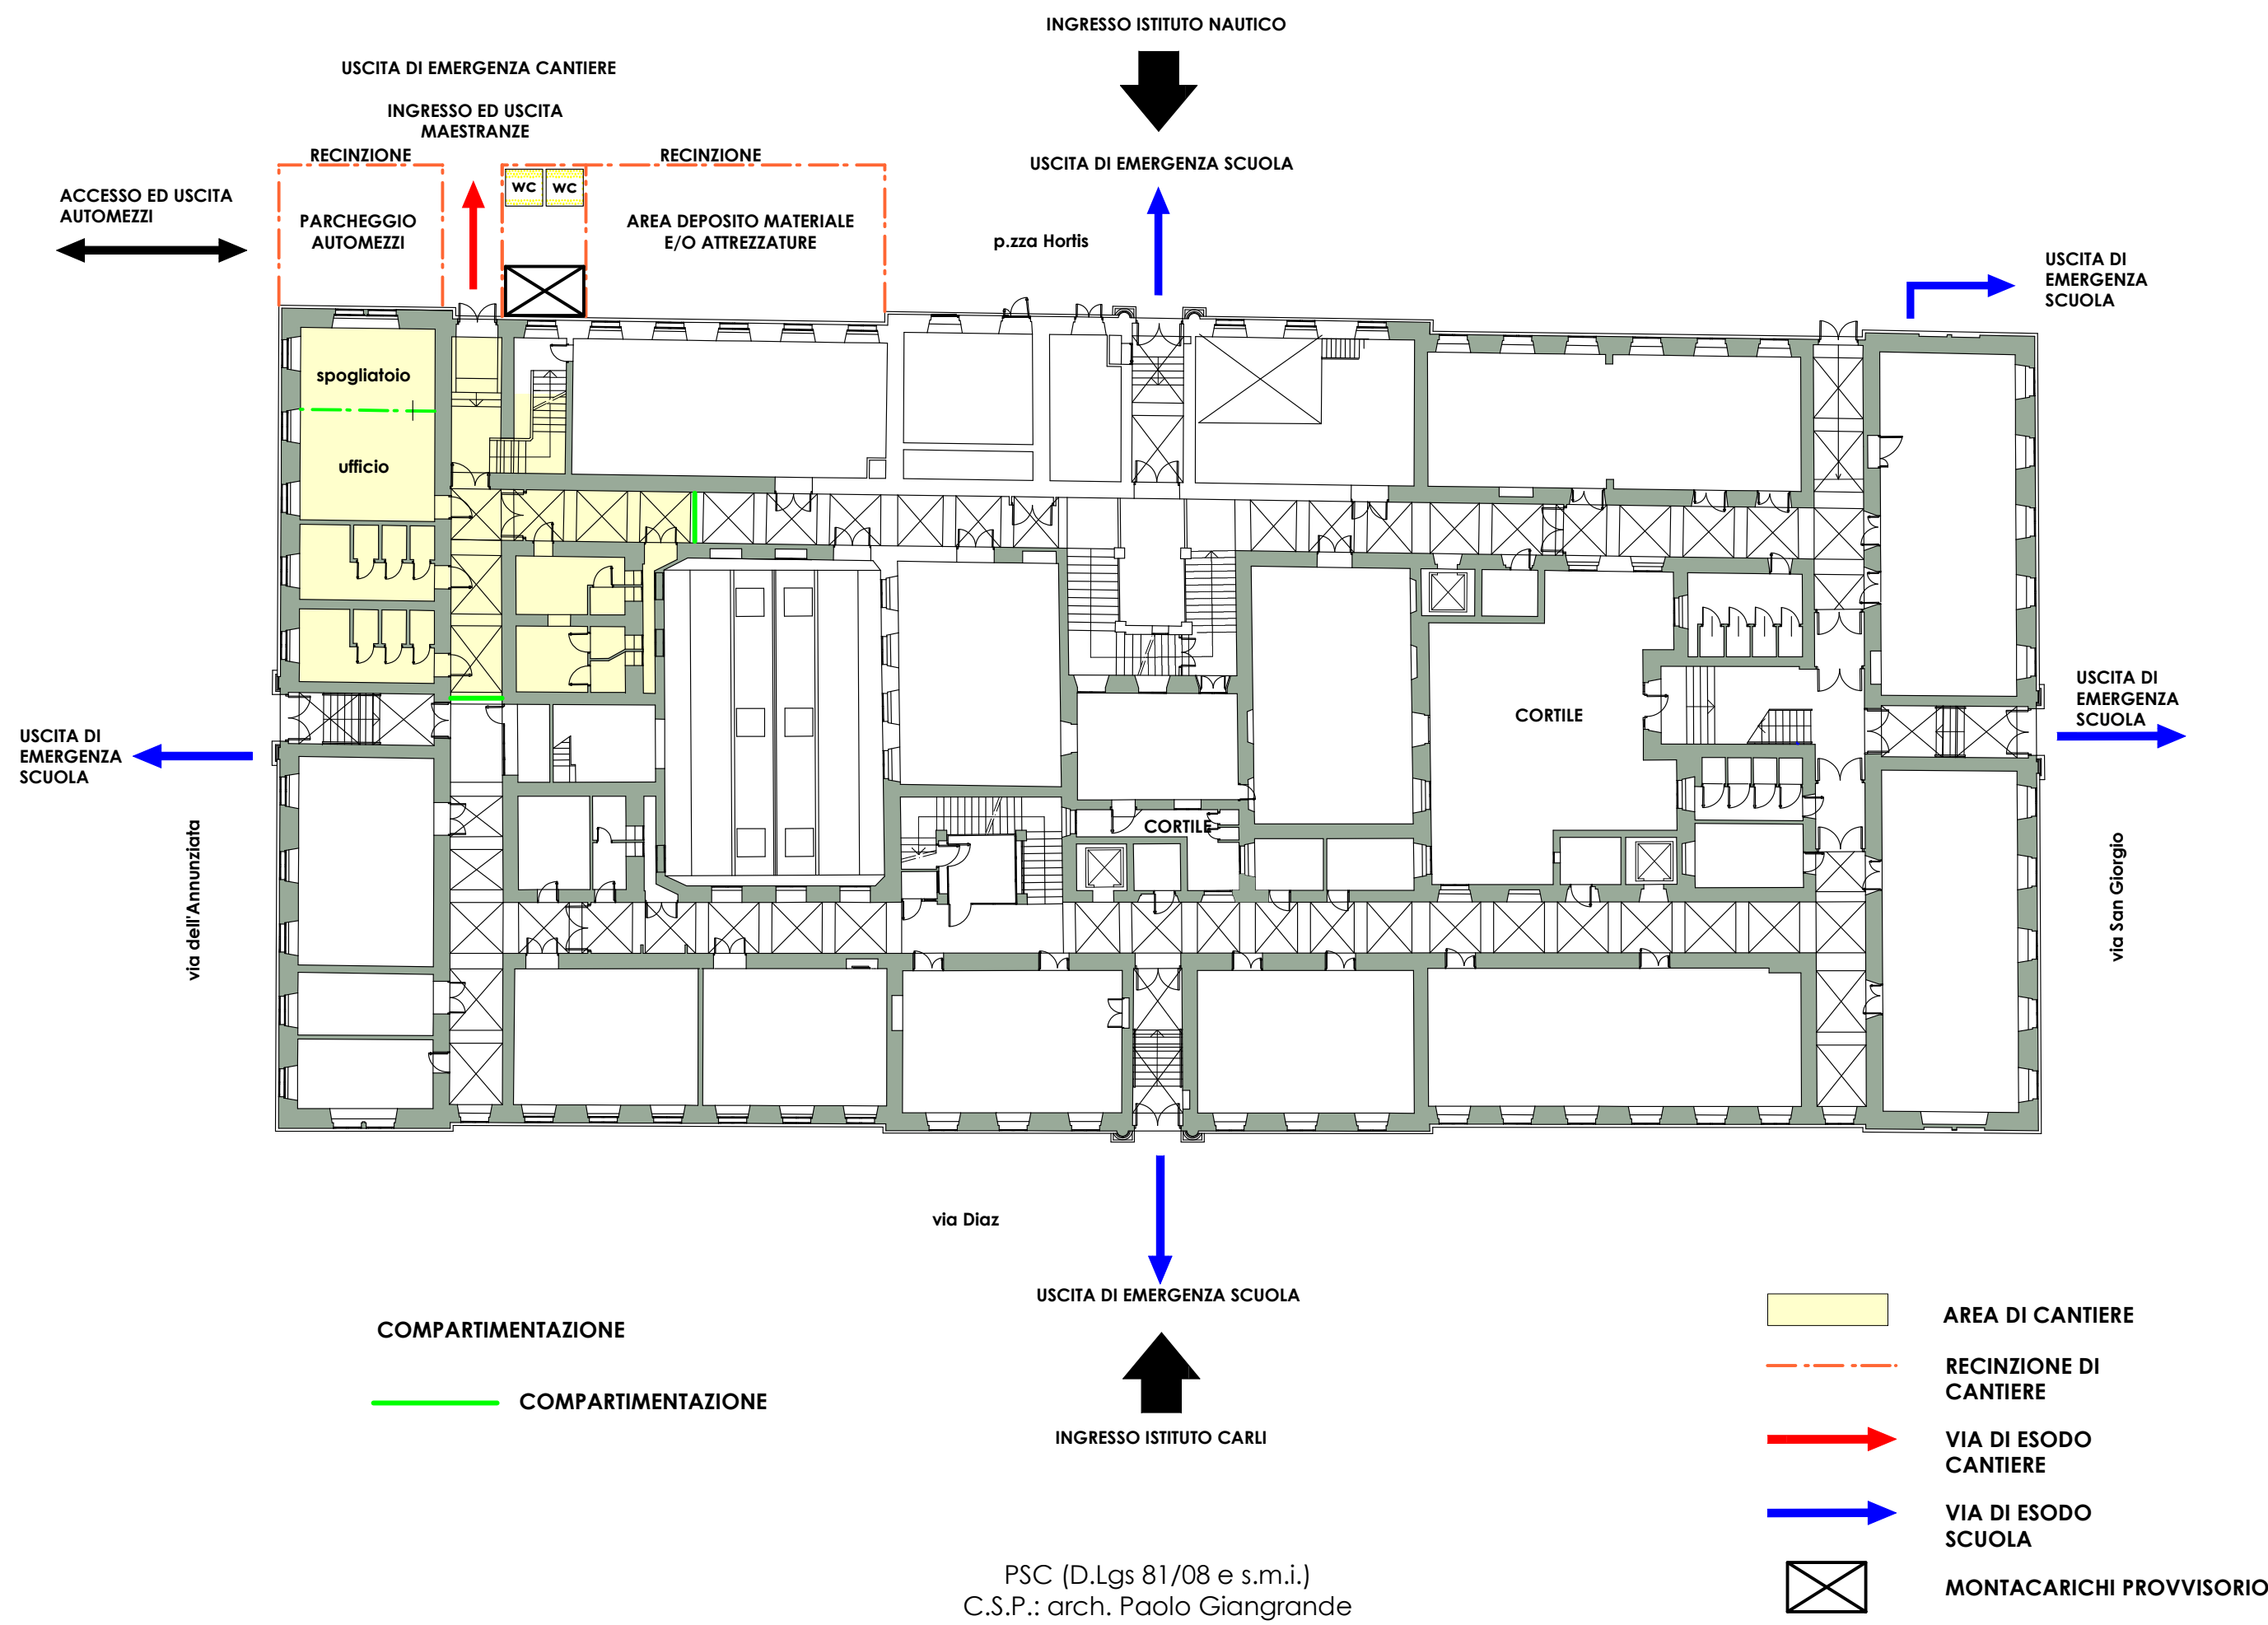 INGRESSO ISTITUTO NAUTICO
USCITA DI EMERGENZA CANTIERE
INGRESSO ED USCITA
MAESTRANZE
RECINZIONE
RECINZIONE
USCITA DI EMERGENZA SCUOLA
ACCESSO ED USCITA
AUTOMEZZI
WC
WC
PARCHEGGIO
AUTOMEZZI
AREA DEPOSITO MATERIALE
E/O ATTREZZATURE
p.zza Hortis
USCITA DI
EMERGENZA
SCUOLA
spogliatoio
ufficio
USCITA DI
EMERGENZA
SCUOLA
CORTILE
USCITA DI
EMERGENZA
SCUOLA
CORTILE
via dell'Annunziata
via San Giorgio
via Diaz
USCITA DI EMERGENZA SCUOLA
COMPARTIMENTAZIONE
COMPARTIMENTAZIONE
INGRESSO ISTITUTO CARLI
AREA DI CANTIERE
RECINZIONE DI
CANTIERE
VIA DI ESODO
CANTIERE
VIA DI ESODO
SCUOLA
MONTACARICHI PROVVISORIO
PSC (D.Lgs 81/08 e s.m.i.)
C.S.P.: arch. Paolo Giangrande